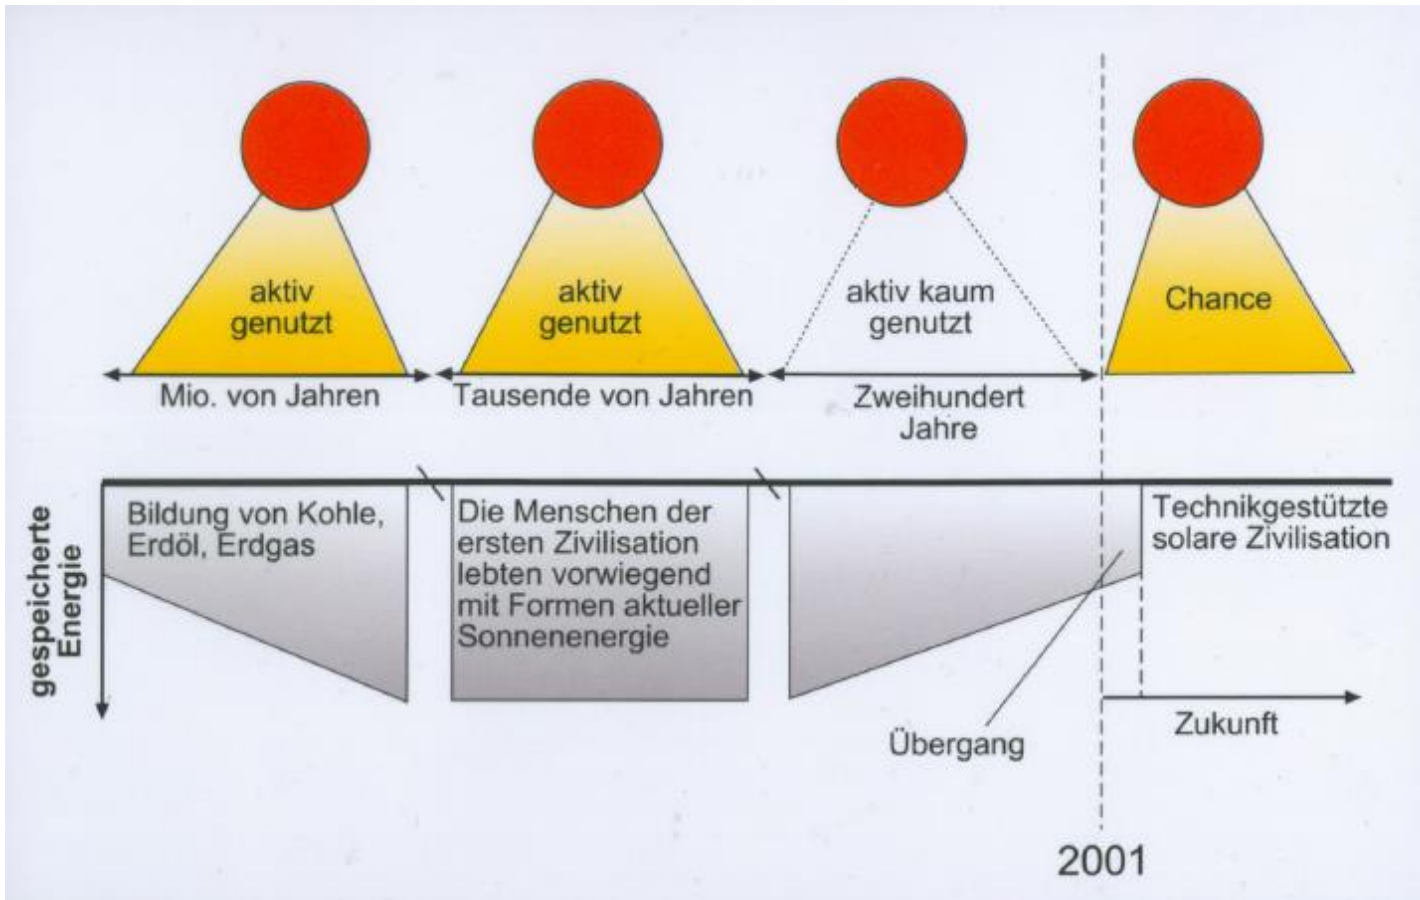 aktiv
genutzt
aktiv
genutzt
aktiv kaum
genutzt
Chance
Mio. von Jahren
Tausende von Jahren
Zweihundert
Jahre
gespeicherte
Energie
Bildung von Kohle,
Erdöl, Erdgas
Die Menschen der
ersten Zivilisation
lebten vorwiegend
mit Formen aktueller
Sonnenenergie
Technikgestützte
solare Zivilisation
Übergang
Zukunft
2001